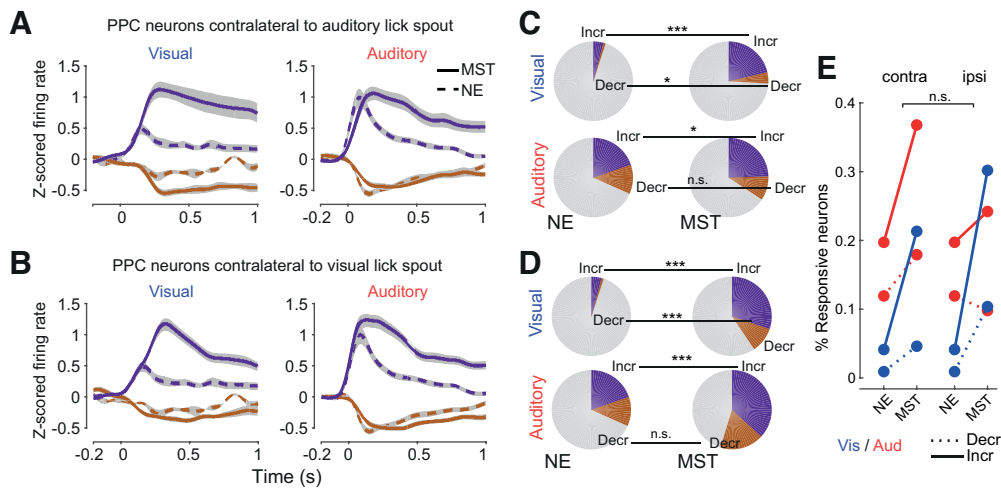 A
PPC neurons contralateral to auditory lick spout
Visual
Auditory
MST
NE
Z-scored firing rate
1.5
1
0.5
0
-0.5
0
0.5
1
-0.2
0
0.5
1
B
PPC neurons contralateral to visual lick spout
Visual
Auditory
Z-scored firing rate
1.5
1
0.5
0
-0.5
-0.2
0
0.5
1
-0.2
0
0.5
1
Time (s)
C
Visual
Incr
***
Incr
Decr
*
Decr
Auditory
Incr
*
Incr
Decr
n.s.
Decr
NE
MST
D
Visual
Incr
***
Incr
Decr
***
Decr
Auditory
Incr
***
Incr
Decr
n.s.
Decr
NE
MST
E
contra
ipsi
n.s.
% Responsive neurons
0.4
0.3
0.2
0.1
0
NE
MST
NE
MST
Vis / Aud
Decr
Incr